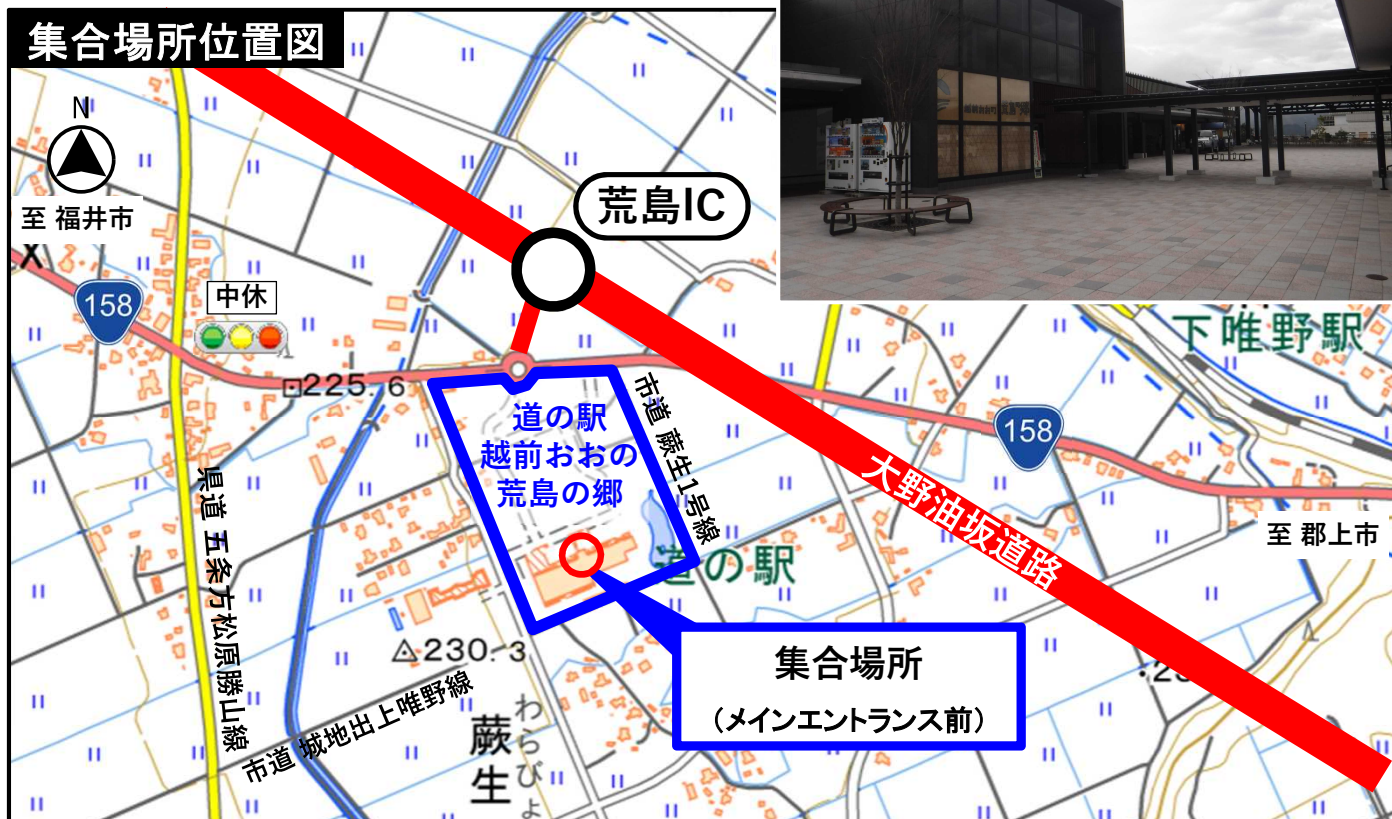 集合場所位置図
N
至 福井市
荒島IC
158
中休
225.6
下唯野駅
158
道の駅
越前おおの
荒島の郷
市道 蕨生1号線
県道 五条方松原勝山線
大野油坂道路
至 郡上市
道の駅
集合場所
（メインエントランス前）
230.3
市道 城地出上唯野線
蕨生
わらびょ